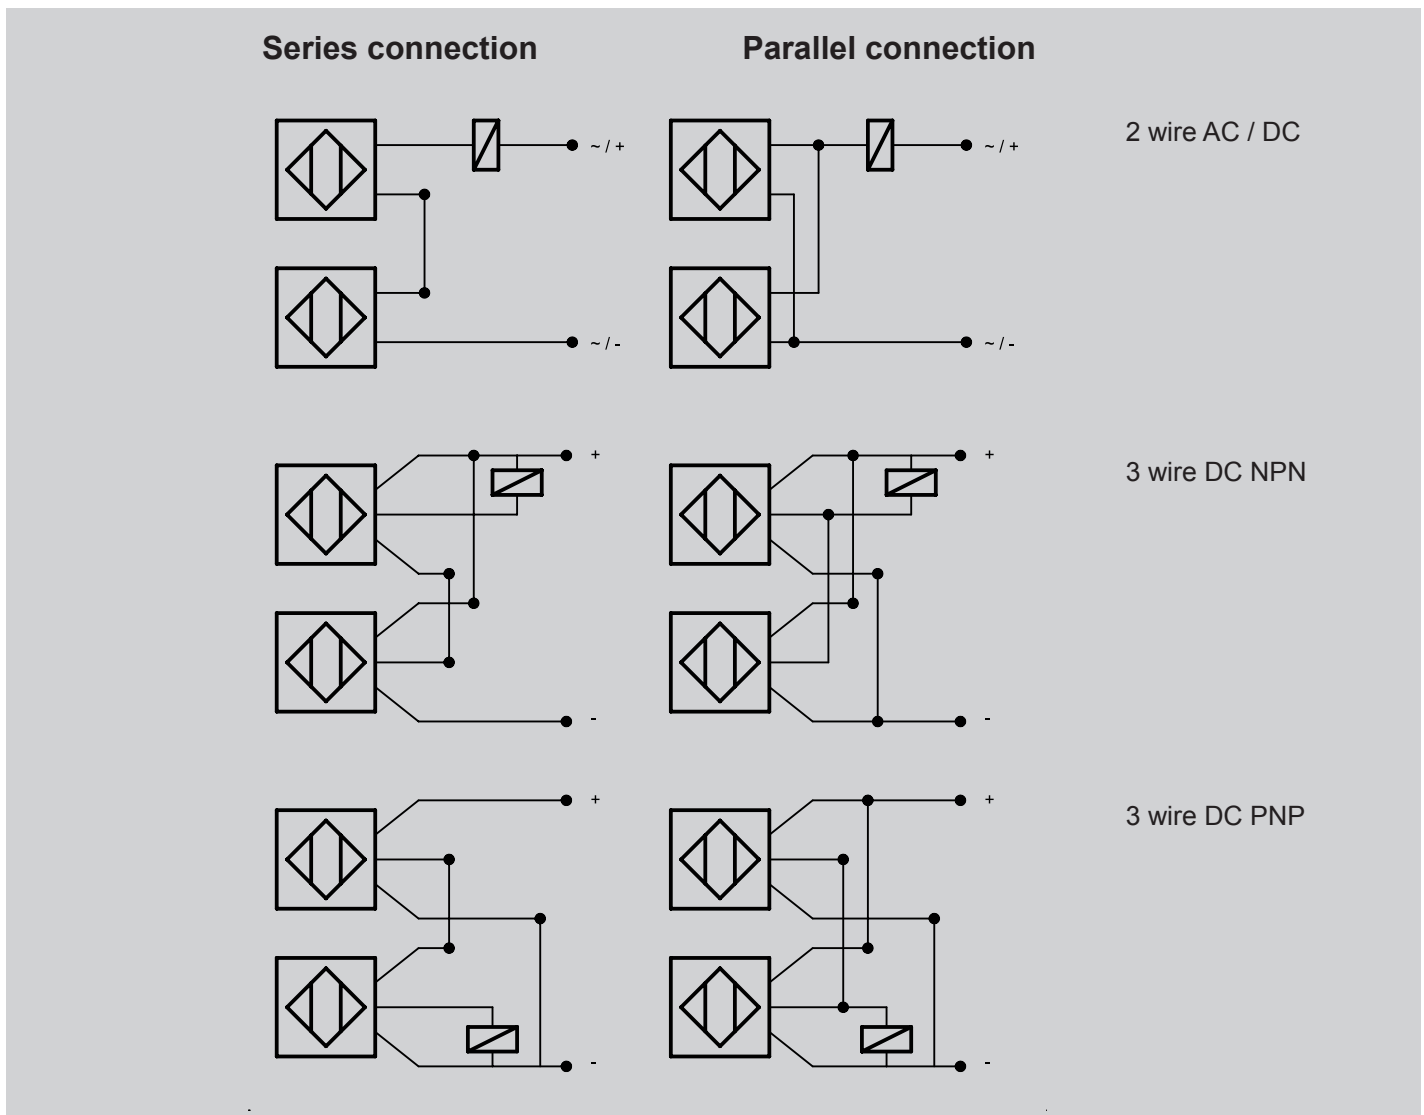 Series connection
Parallel connection
2 wire AC / DC
~ / +
~ / +
~ / -
~ / -
3 wire DC NPN
+
+
-
-
3 wire DC PNP
+
+
-
-